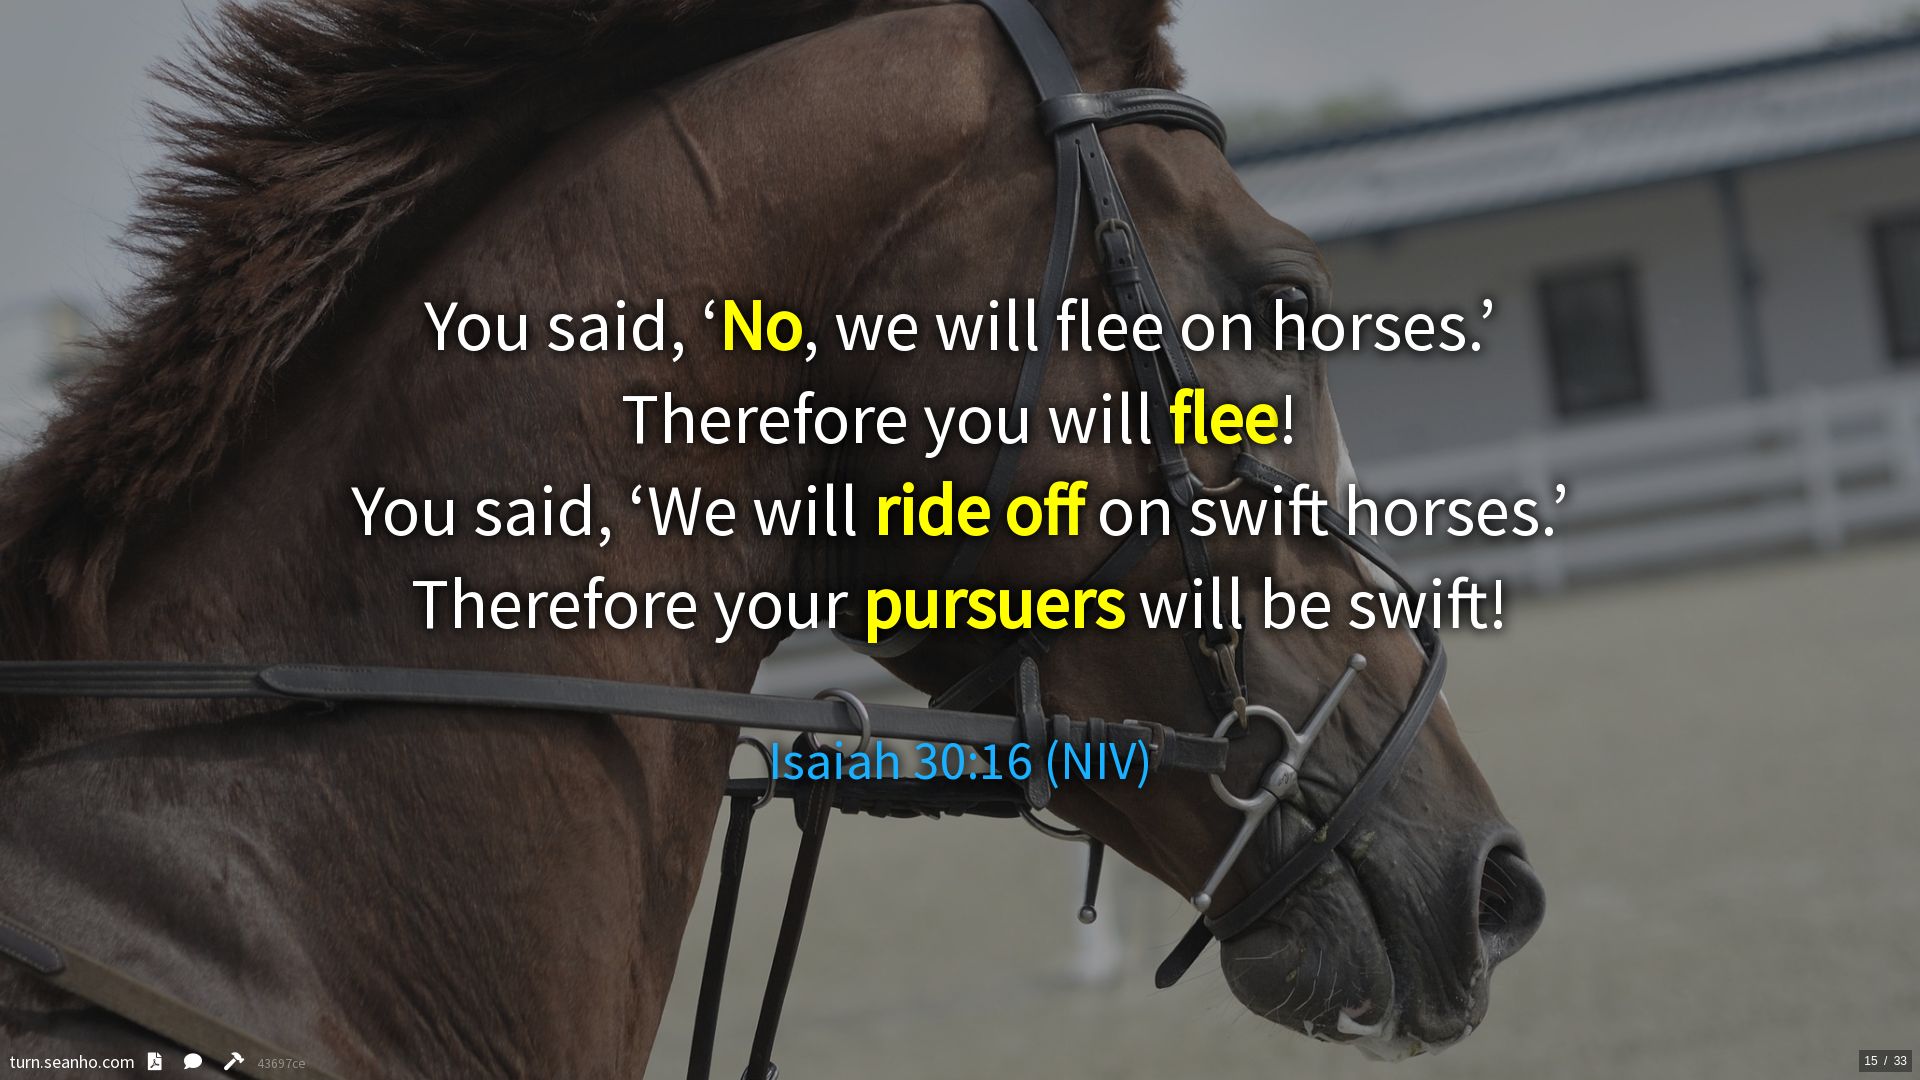 You said, ‘No, we will flee on horses.’
Therefore you will flee!
You said, ‘We will ride off on swift horses.’
Therefore your pursuers will be swift!
Isaiah 30:16 (NIV)
turn.seanho.com 43697ce
15 / 33